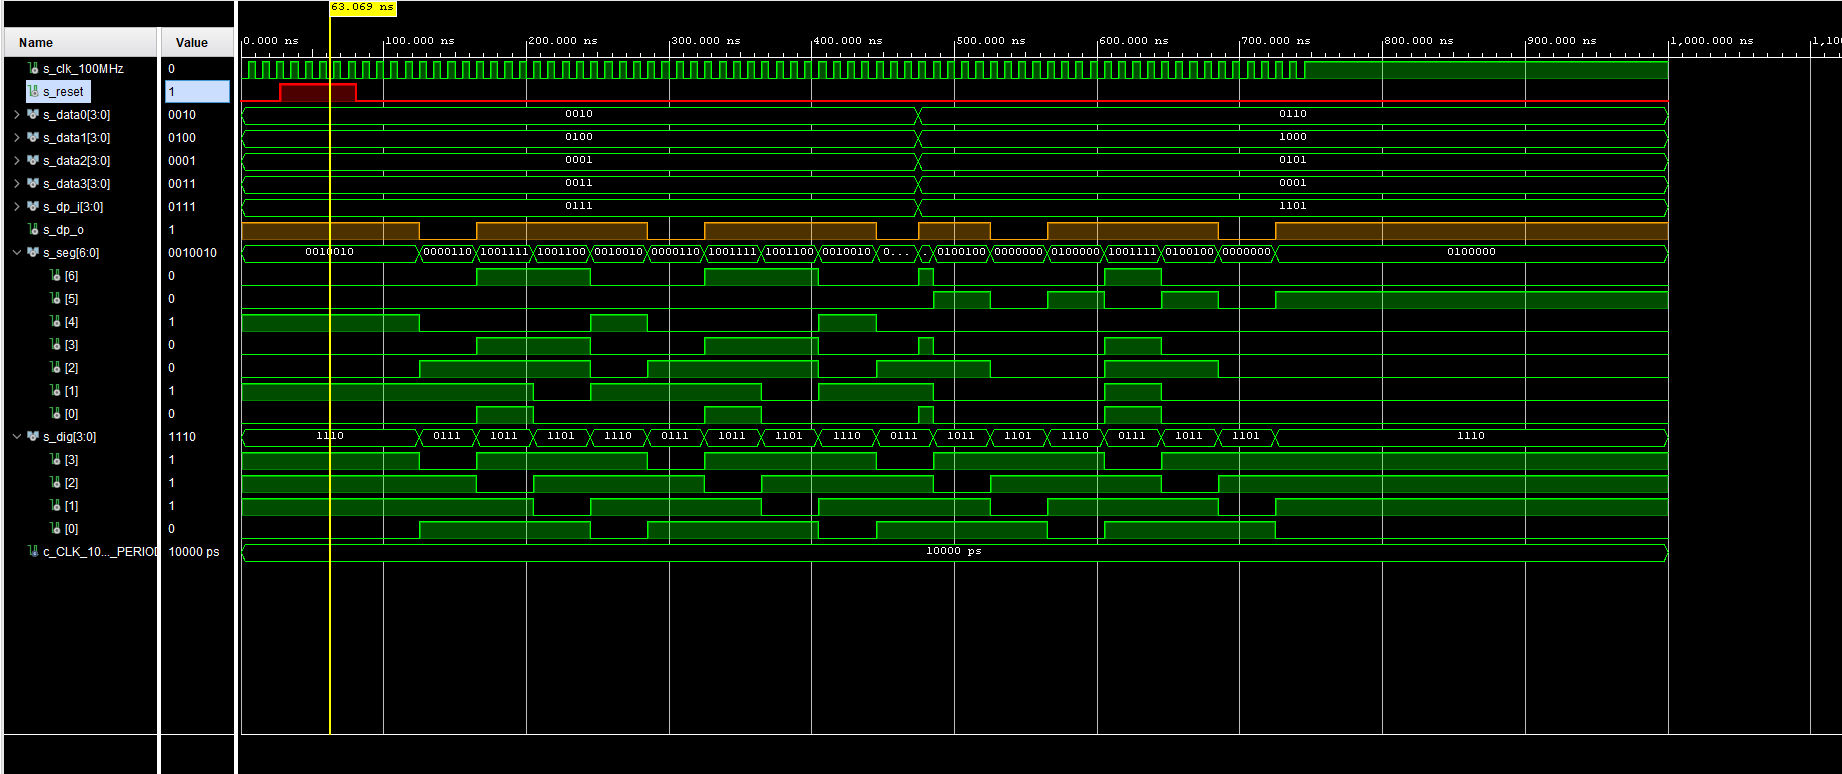 63.069 ns
Name Value 0.000 ns 100.000 ns 200.000 ns 300.000 ns 400.000 ns 500.000 ns 600.000 ns 700.000 ns 800.000 ns 900.000 ns 1,000.000 ns 1,10
s_clk_100MHz 0
s_reset 1
s_data0[3:0] 0010 0010 0110
s_data1[3:0] 0100 0100 1000
s_data2[3:0] 0001 0001 0101
s_data3[3:0] 0011 0011 0001
s_dp_i[3:0] 0111 0111 1101
s_dp_o 1
s_seg[6:0] 0010010 0010010 0000110 1001111 1001100 0010010 0000110 1001111 1001100 0010010 0... . 0100100 0000000 0100000 1001111 0100100 0000000 0100000
[6] 0
[5] 0
[4] 1
[3] 0
[2] 0
[1] 1
[0] 0
s_dig[3:0] 1110 1110 0111 1011 1101 1110 0111 1011 1101 1110 0111 1011 1101 1110 0111 1011 1101 1110
[3] 1
[2] 1
[1] 1
[0] 0
c_CLK_10..._PERIOD 10000 ps 10000 ps